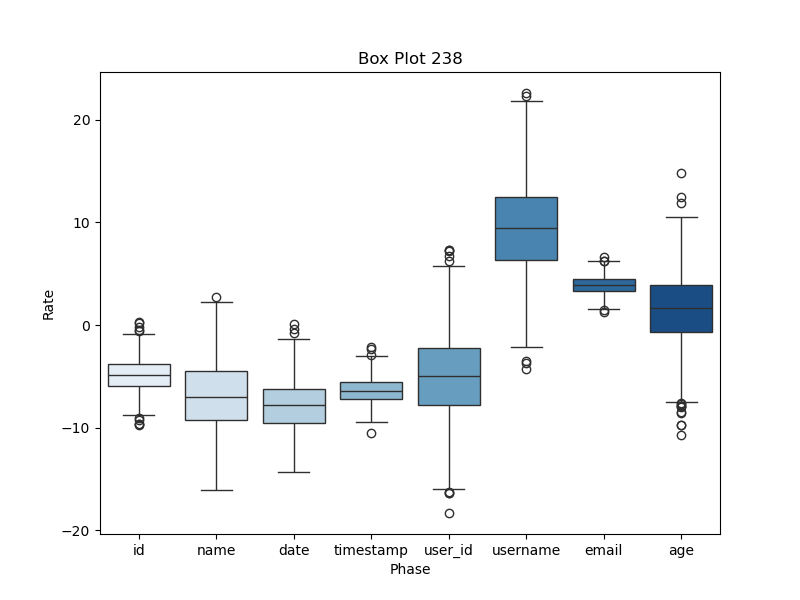 Box Plot 238
Rate
20
10
0
−10
−20
id name date timestamp user_id username email age
Phase